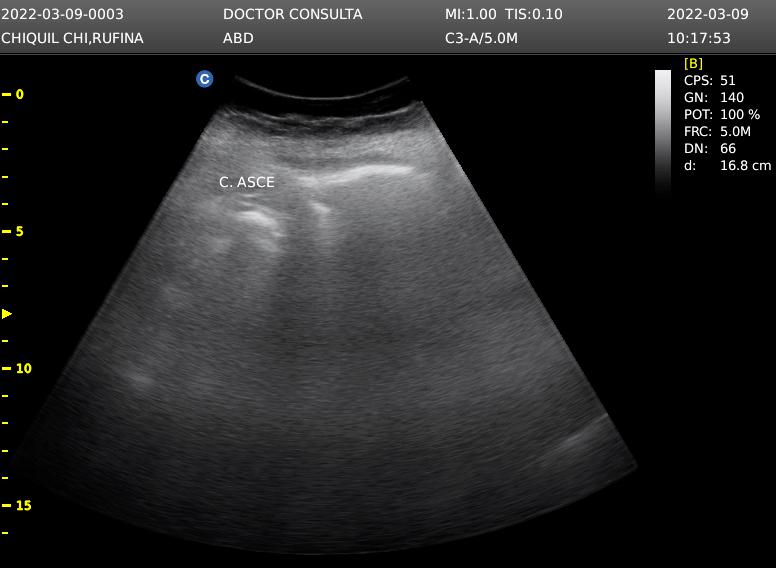 2022-03-09-0003 DOCTOR CONSULTA MI:1.00 TIS:0.10 2022-03-09
CHIQUIL CHI,RUFINA ABD C3-A/5.0M 10:17:53
C
[B]
CPS: 51
GN: 140
POT: 100 %
FRC: 5.0M
DN: 66
d: 16.8 cm
0
C. ASCE
5
10
15